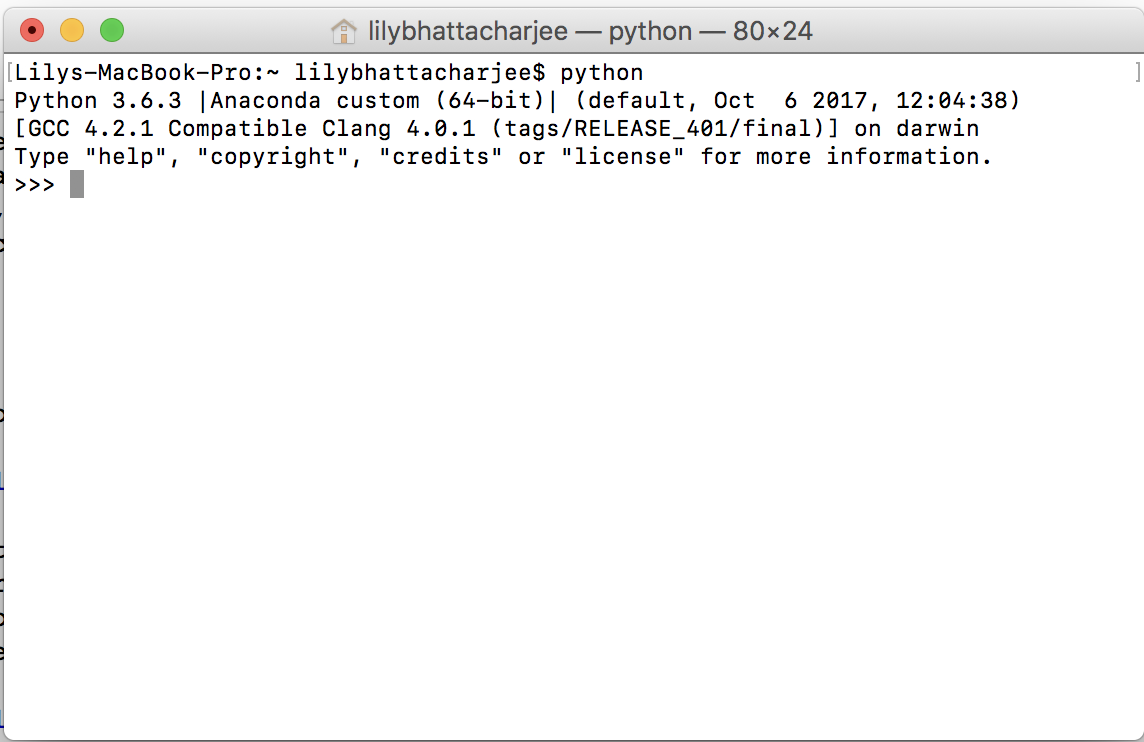 lilybhattacharjee — python — 80×24
[Lilys-MacBook-Pro:~ lilybhattacharjee$ python ]
Python 3.6.3 |Anaconda custom (64-bit)| (default, Oct  6 2017, 12:04:38)
[GCC 4.2.1 Compatible Clang 4.0.1 (tags/RELEASE_401/final)] on darwin
Type "help", "copyright", "credits" or "license" for more information.
>>>